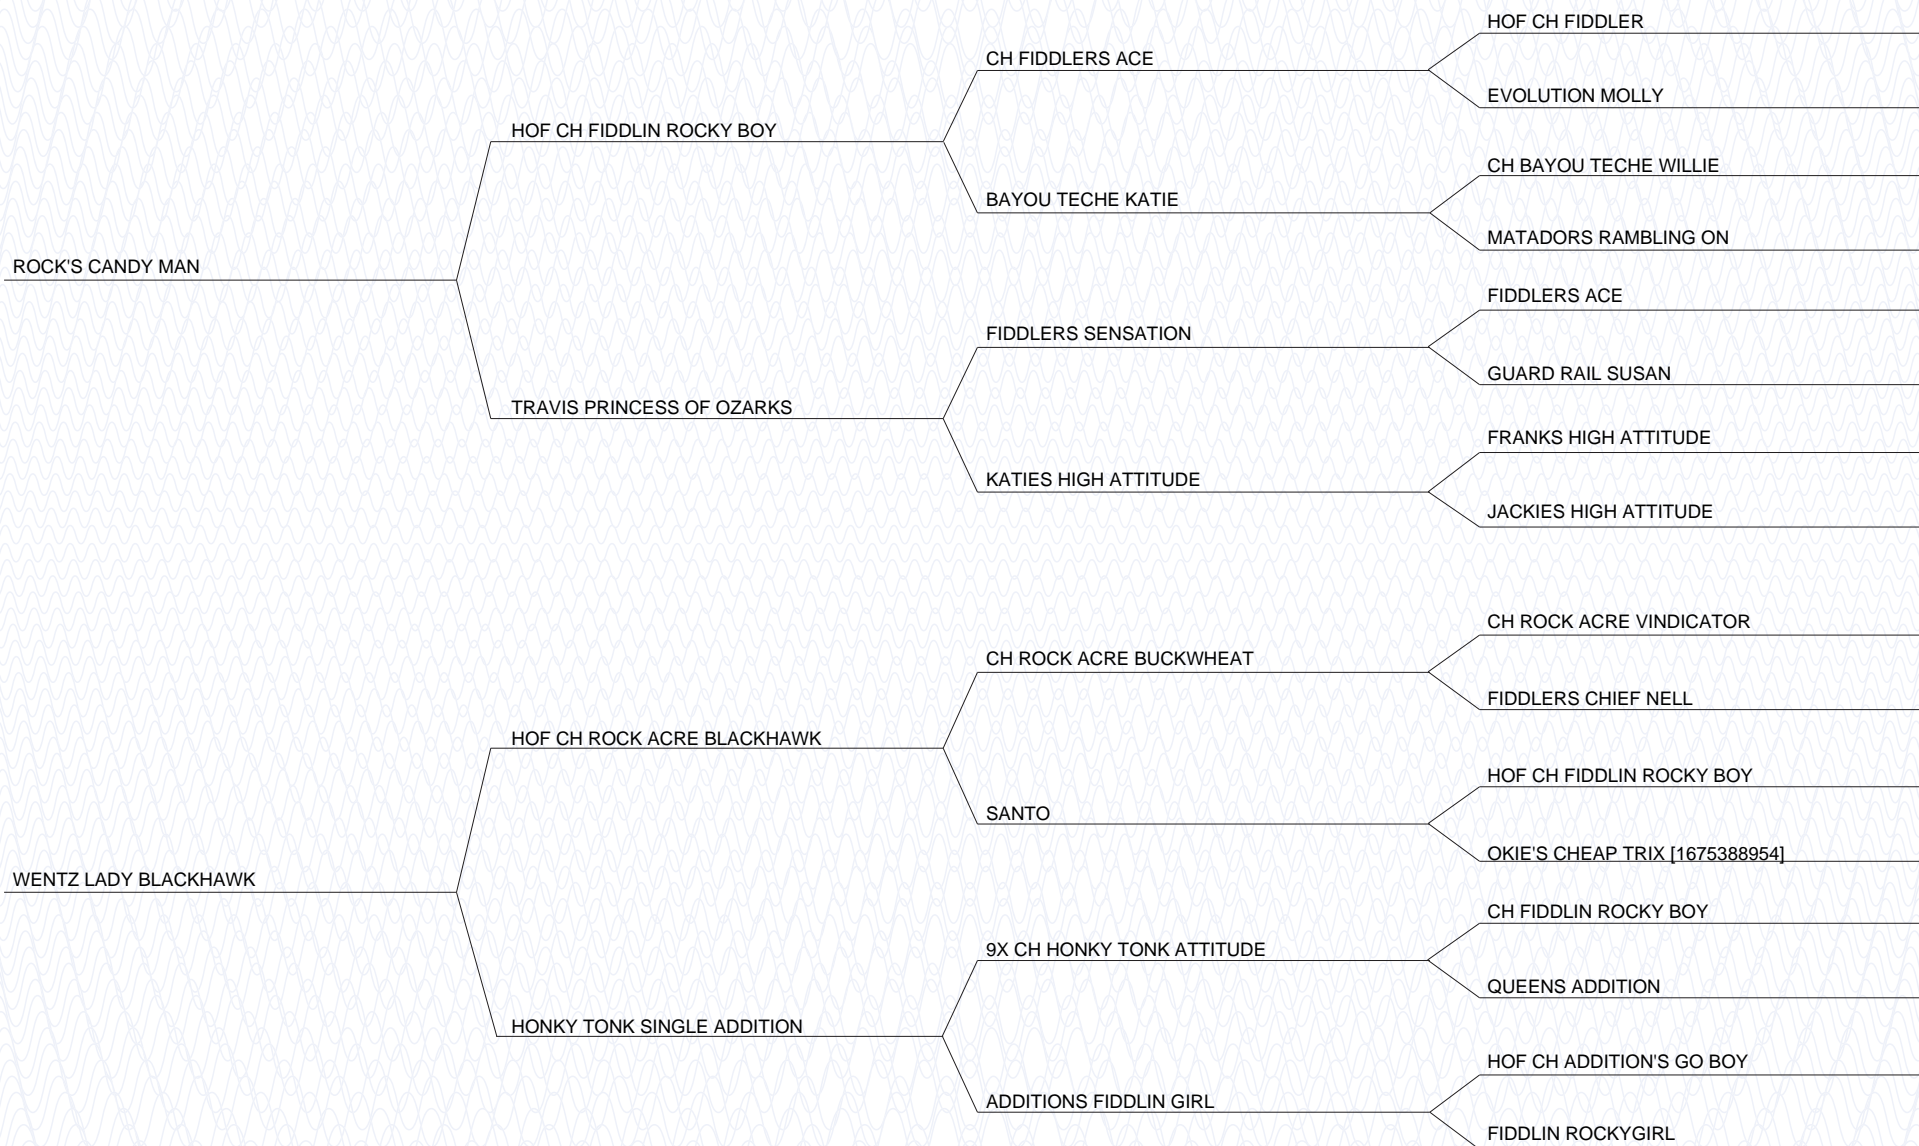 HOF CH FIDDLER
CH FIDDLERS ACE
EVOLUTION MOLLY
HOF CH FIDDLIN ROCKY BOY
CH BAYOU TECHE WILLIE
BAYOU TECHE KATIE
MATADORS RAMBLING ON
ROCK'S CANDY MAN
FIDDLERS ACE
FIDDLERS SENSATION
GUARD RAIL SUSAN
TRAVIS PRINCESS OF OZARKS
FRANKS HIGH ATTITUDE
KATIES HIGH ATTITUDE
JACKIES HIGH ATTITUDE
CH ROCK ACRE VINDICATOR
CH ROCK ACRE BUCKWHEAT
FIDDLERS CHIEF NELL
HOF CH ROCK ACRE BLACKHAWK
HOF CH FIDDLIN ROCKY BOY
SANTO
OKIE'S CHEAP TRIX [1675388954]
WENTZ LADY BLACKHAWK
CH FIDDLIN ROCKY BOY
9X CH HONKY TONK ATTITUDE
QUEENS ADDITION
HONKY TONK SINGLE ADDITION
HOF CH ADDITION'S GO BOY
ADDITIONS FIDDLIN GIRL
FIDDLIN ROCKYGIRL